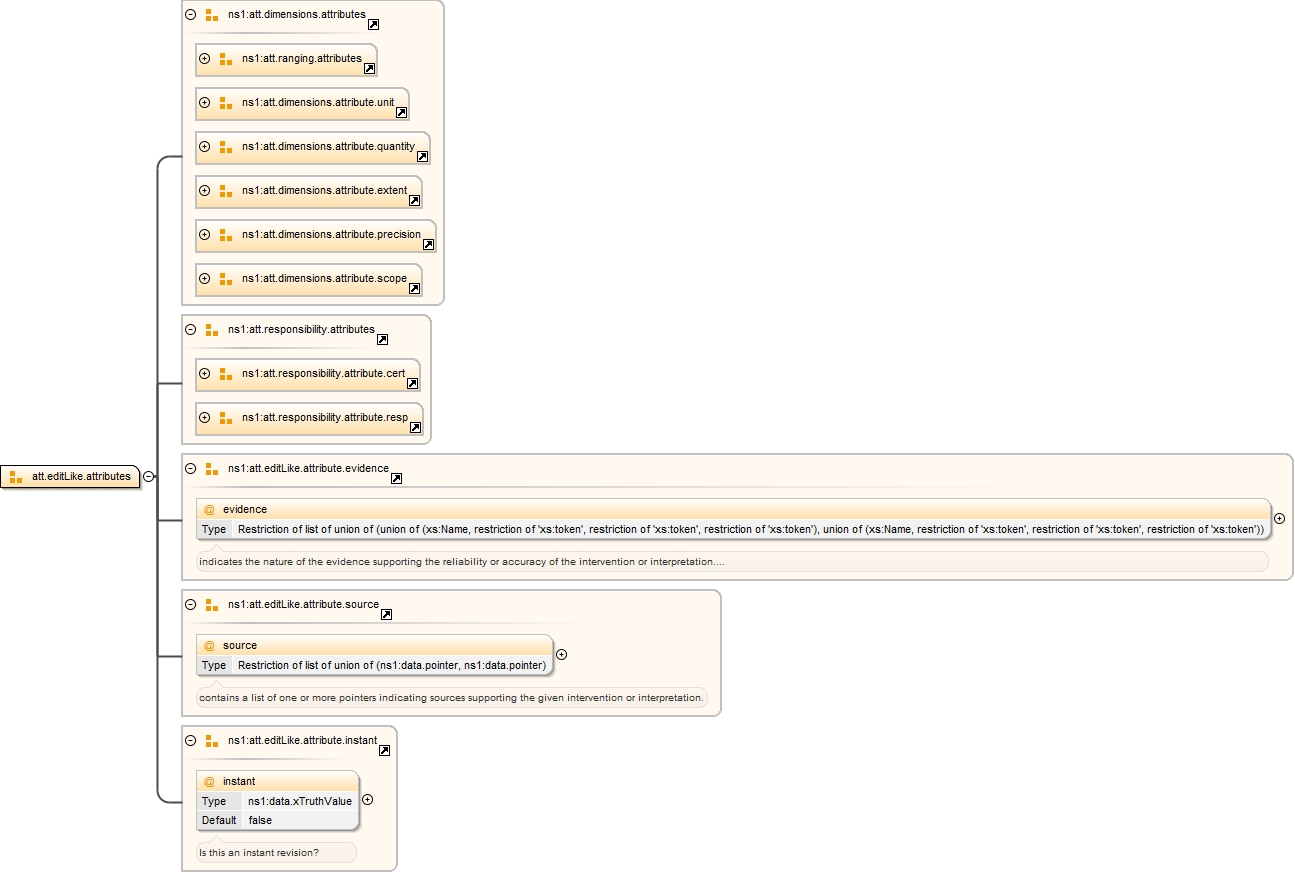 ns1:att.dimensions.attributes
ns1:att.ranging.attributes
ns1:att.dimensions.attribute.unit
ns1:att.dimensions.attribute.quantity
ns1:att.dimensions.attribute.extent
ns1:att.dimensions.attribute.precision
ns1:att.dimensions.attribute.scope
ns1:att.responsibility.attributes
ns1:att.responsibility.attribute.cert
ns1:att.responsibility.attribute.resp
att.editLike.attributes
ns1:att.editLike.attribute.evidence
@ evidence
Type Restriction of list of union of (union of (xs:Name, restriction of 'xs:token', restriction of 'xs:token', restriction of 'xs:token'), union of (xs:Name, restriction of 'xs:token', restriction of 'xs:token', restriction of 'xs:token'))
indicates the nature of the evidence supporting the reliability or accuracy of the intervention or interpretation....
ns1:att.editLike.attribute.source
@ source
Type Restriction of list of union of (ns1:data.pointer, ns1:data.pointer)
contains a list of one or more pointers indicating sources supporting the given intervention or interpretation.
ns1:att.editLike.attribute.instant
@ instant
Type ns1:data.xTruthValue
Default false
Is this an instant revision?